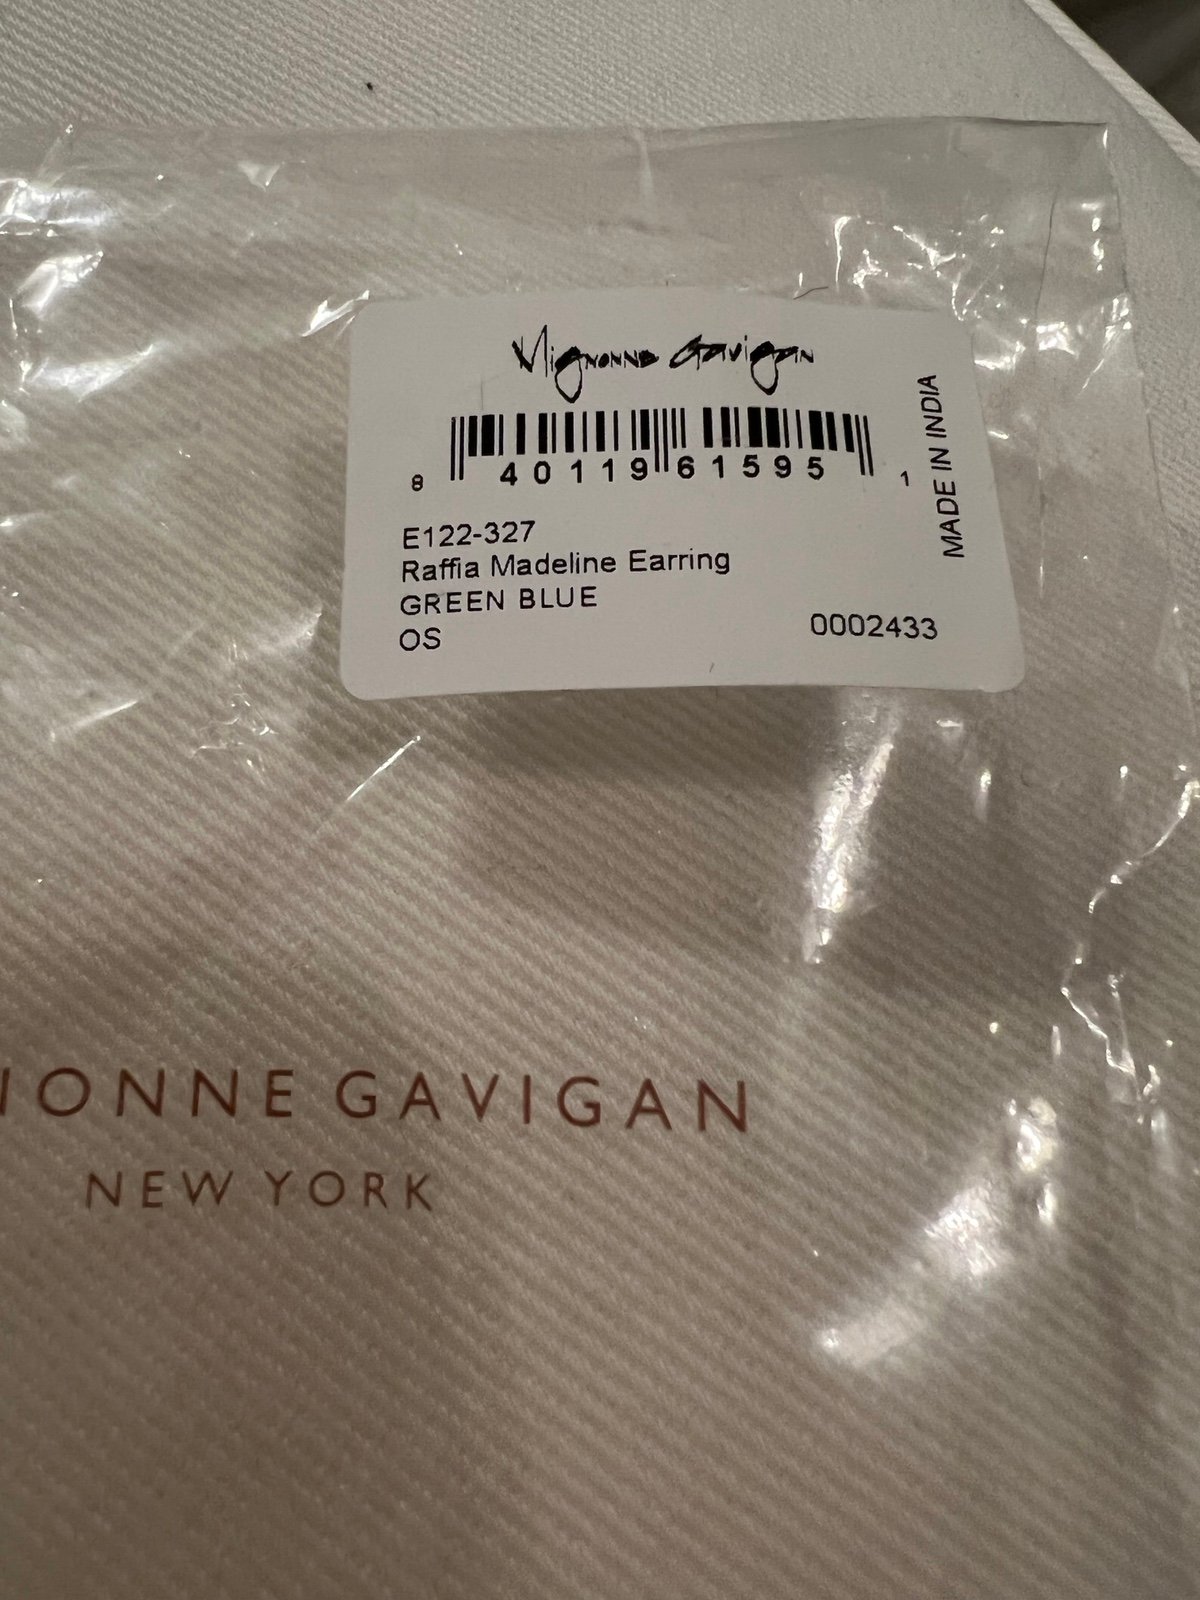 Mignonne Gavigan
8 40119 61595 1
MADE IN INDIA
E122-327
Raffia Madeline Earring
GREEN BLUE
OS
0002433
IONNE GAVIGAN
NEW YORK